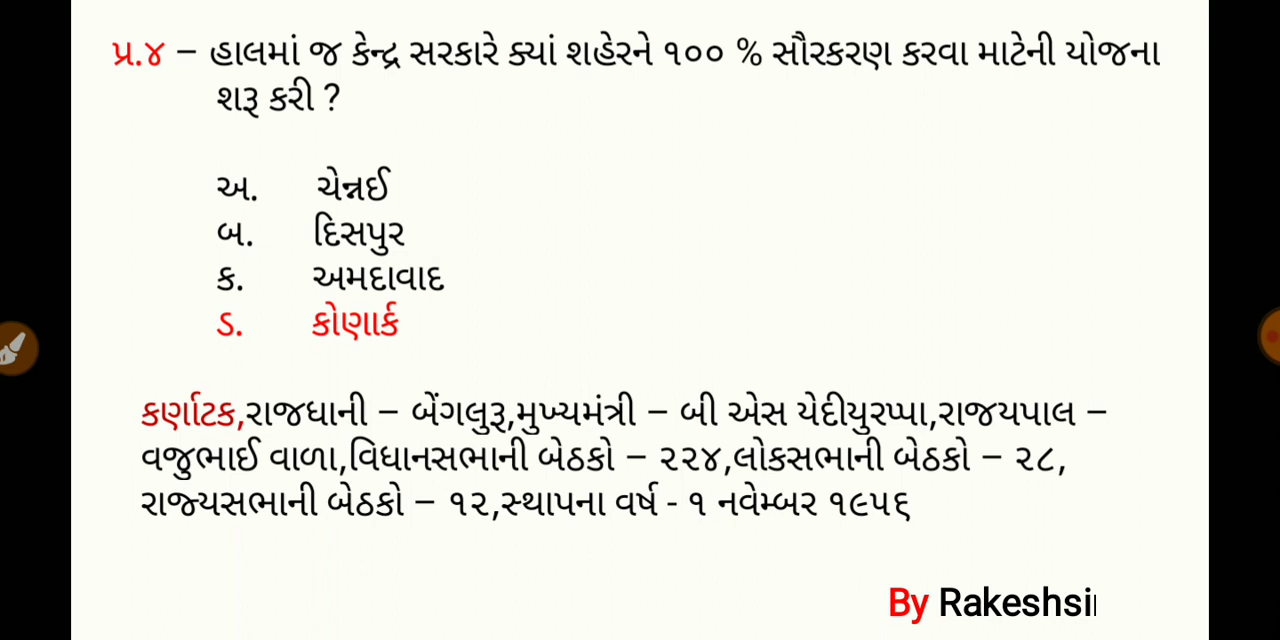 પ્ર.૪ – હાલમાં જ કેન્દ્ર સરકારે ક્યાં શહેરને ૧૦૦ % સૌરકરણ કરવા માટેની યોજના
શરૂ કરી ?
અ. ચેન્નઈ
બ. દિસપુર
ક. અમદાવાદ
ડ. કોણાર્ક
કર્ણાટક,રાજધાની – બેંગલુરૂ,મુખ્યમંત્રી – બી એસ યેદીયુરપ્પા,રાજયપાલ –
વજુભાઈ વાળા,વિધાનસભાની બેઠકો – ૨૨૪,લોકસભાની બેઠકો – ૨૮,
રાજ્યસભાની બેઠકો – ૧૨,સ્થાપના વર્ષ - ૧ નવેમ્બર ૧૯૫૬
By Rakeshsi